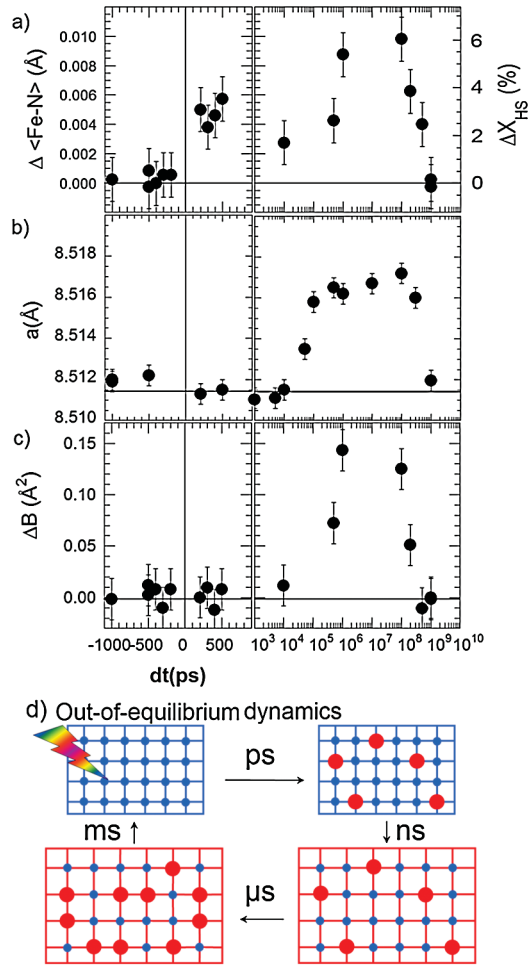 a)
Δ <Fe-N> (Å)
0.010
0.008
0.006
0.004
0.002
0.000
6
4
2
0
ΔX_HS (%)
b)
a(Å)
8.518
8.516
8.514
8.512
8.510
c)
ΔB (Å²)
0.15
0.10
0.05
0.00
-1000 -500 0 500
10³ 10⁴ 10⁵ 10⁶ 10⁷ 10⁸ 10⁹ 10¹⁰
dt(ps)
d) Out-of-equilibrium dynamics
ps
ms
ns
μs